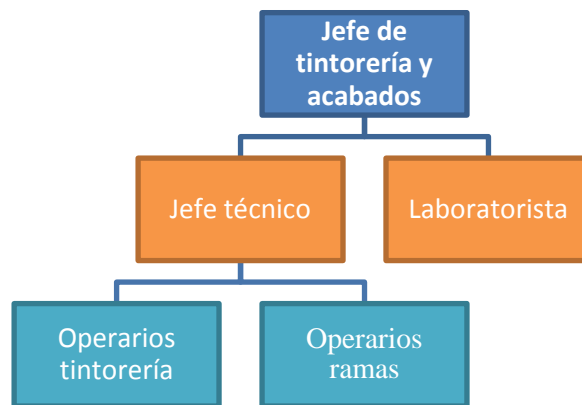 Jefe de
tintorería y
acabados
Jefe técnico
Laboratorista
Operarios
tintorería
Operarios
ramas